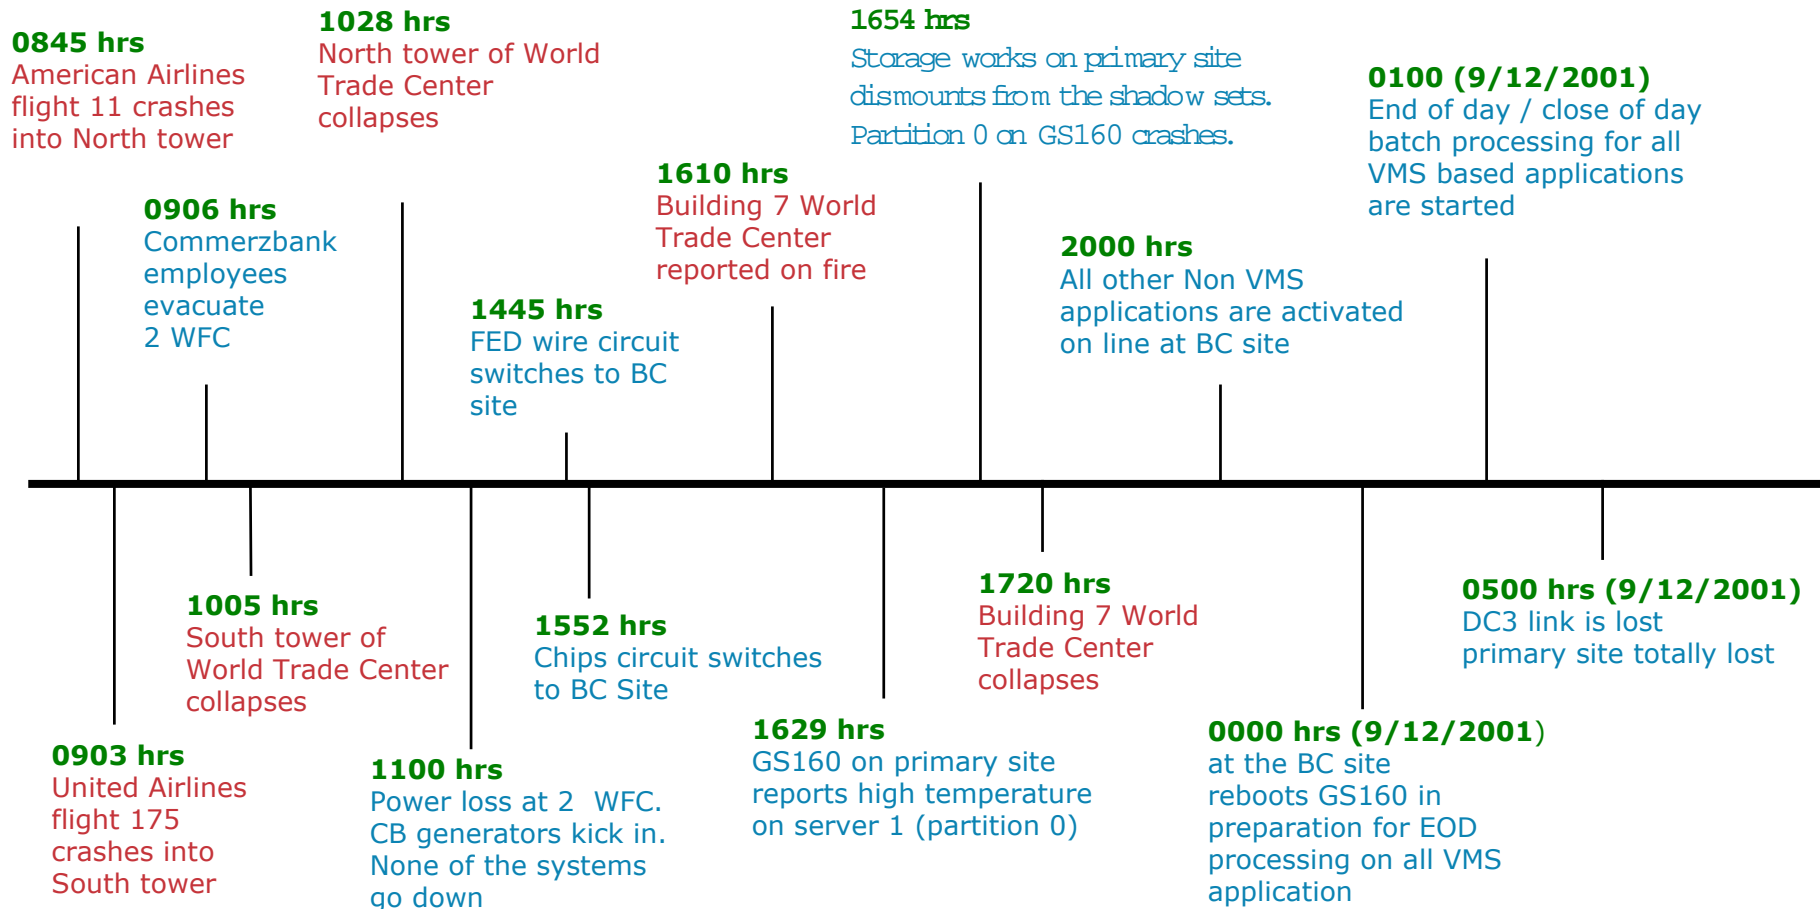 0845 hrs
American Airlines
flight 11 crashes
into North tower
0903 hrs
United Airlines
flight 175
crashes into
South tower
0906 hrs
Commerzbank
employees
evacuate
2 WFC
1005 hrs
South tower of
World Trade Center
collapses
1028 hrs
North tower of World
Trade Center
collapses
1100 hrs
Power loss at 2 WFC.
CB generators kick in.
None of the systems
go down
1445 hrs
FED wire circuit
switches to BC
site
1552 hrs
Chips circuit switches
to BC Site
1610 hrs
Building 7 World
Trade Center
reported on fire
1629 hrs
GS160 on primary site
reports high temperature
on server 1 (partition 0)
1654 hrs
Storage works on primary site
dismounts from the shadow sets.
Partition 0 on GS160 crashes.
1720 hrs
Building 7 World
Trade Center
collapses
2000 hrs
All other Non VMS
applications are activated
on line at BC site
0000 hrs (9/12/2001)
at the BC site
reboots GS160 in
preparation for EOD
processing on all VMS
application
0100 (9/12/2001)
End of day / close of day
batch processing for all
VMS based applications
are started
0500 hrs (9/12/2001)
DC3 link is lost
primary site totally lost